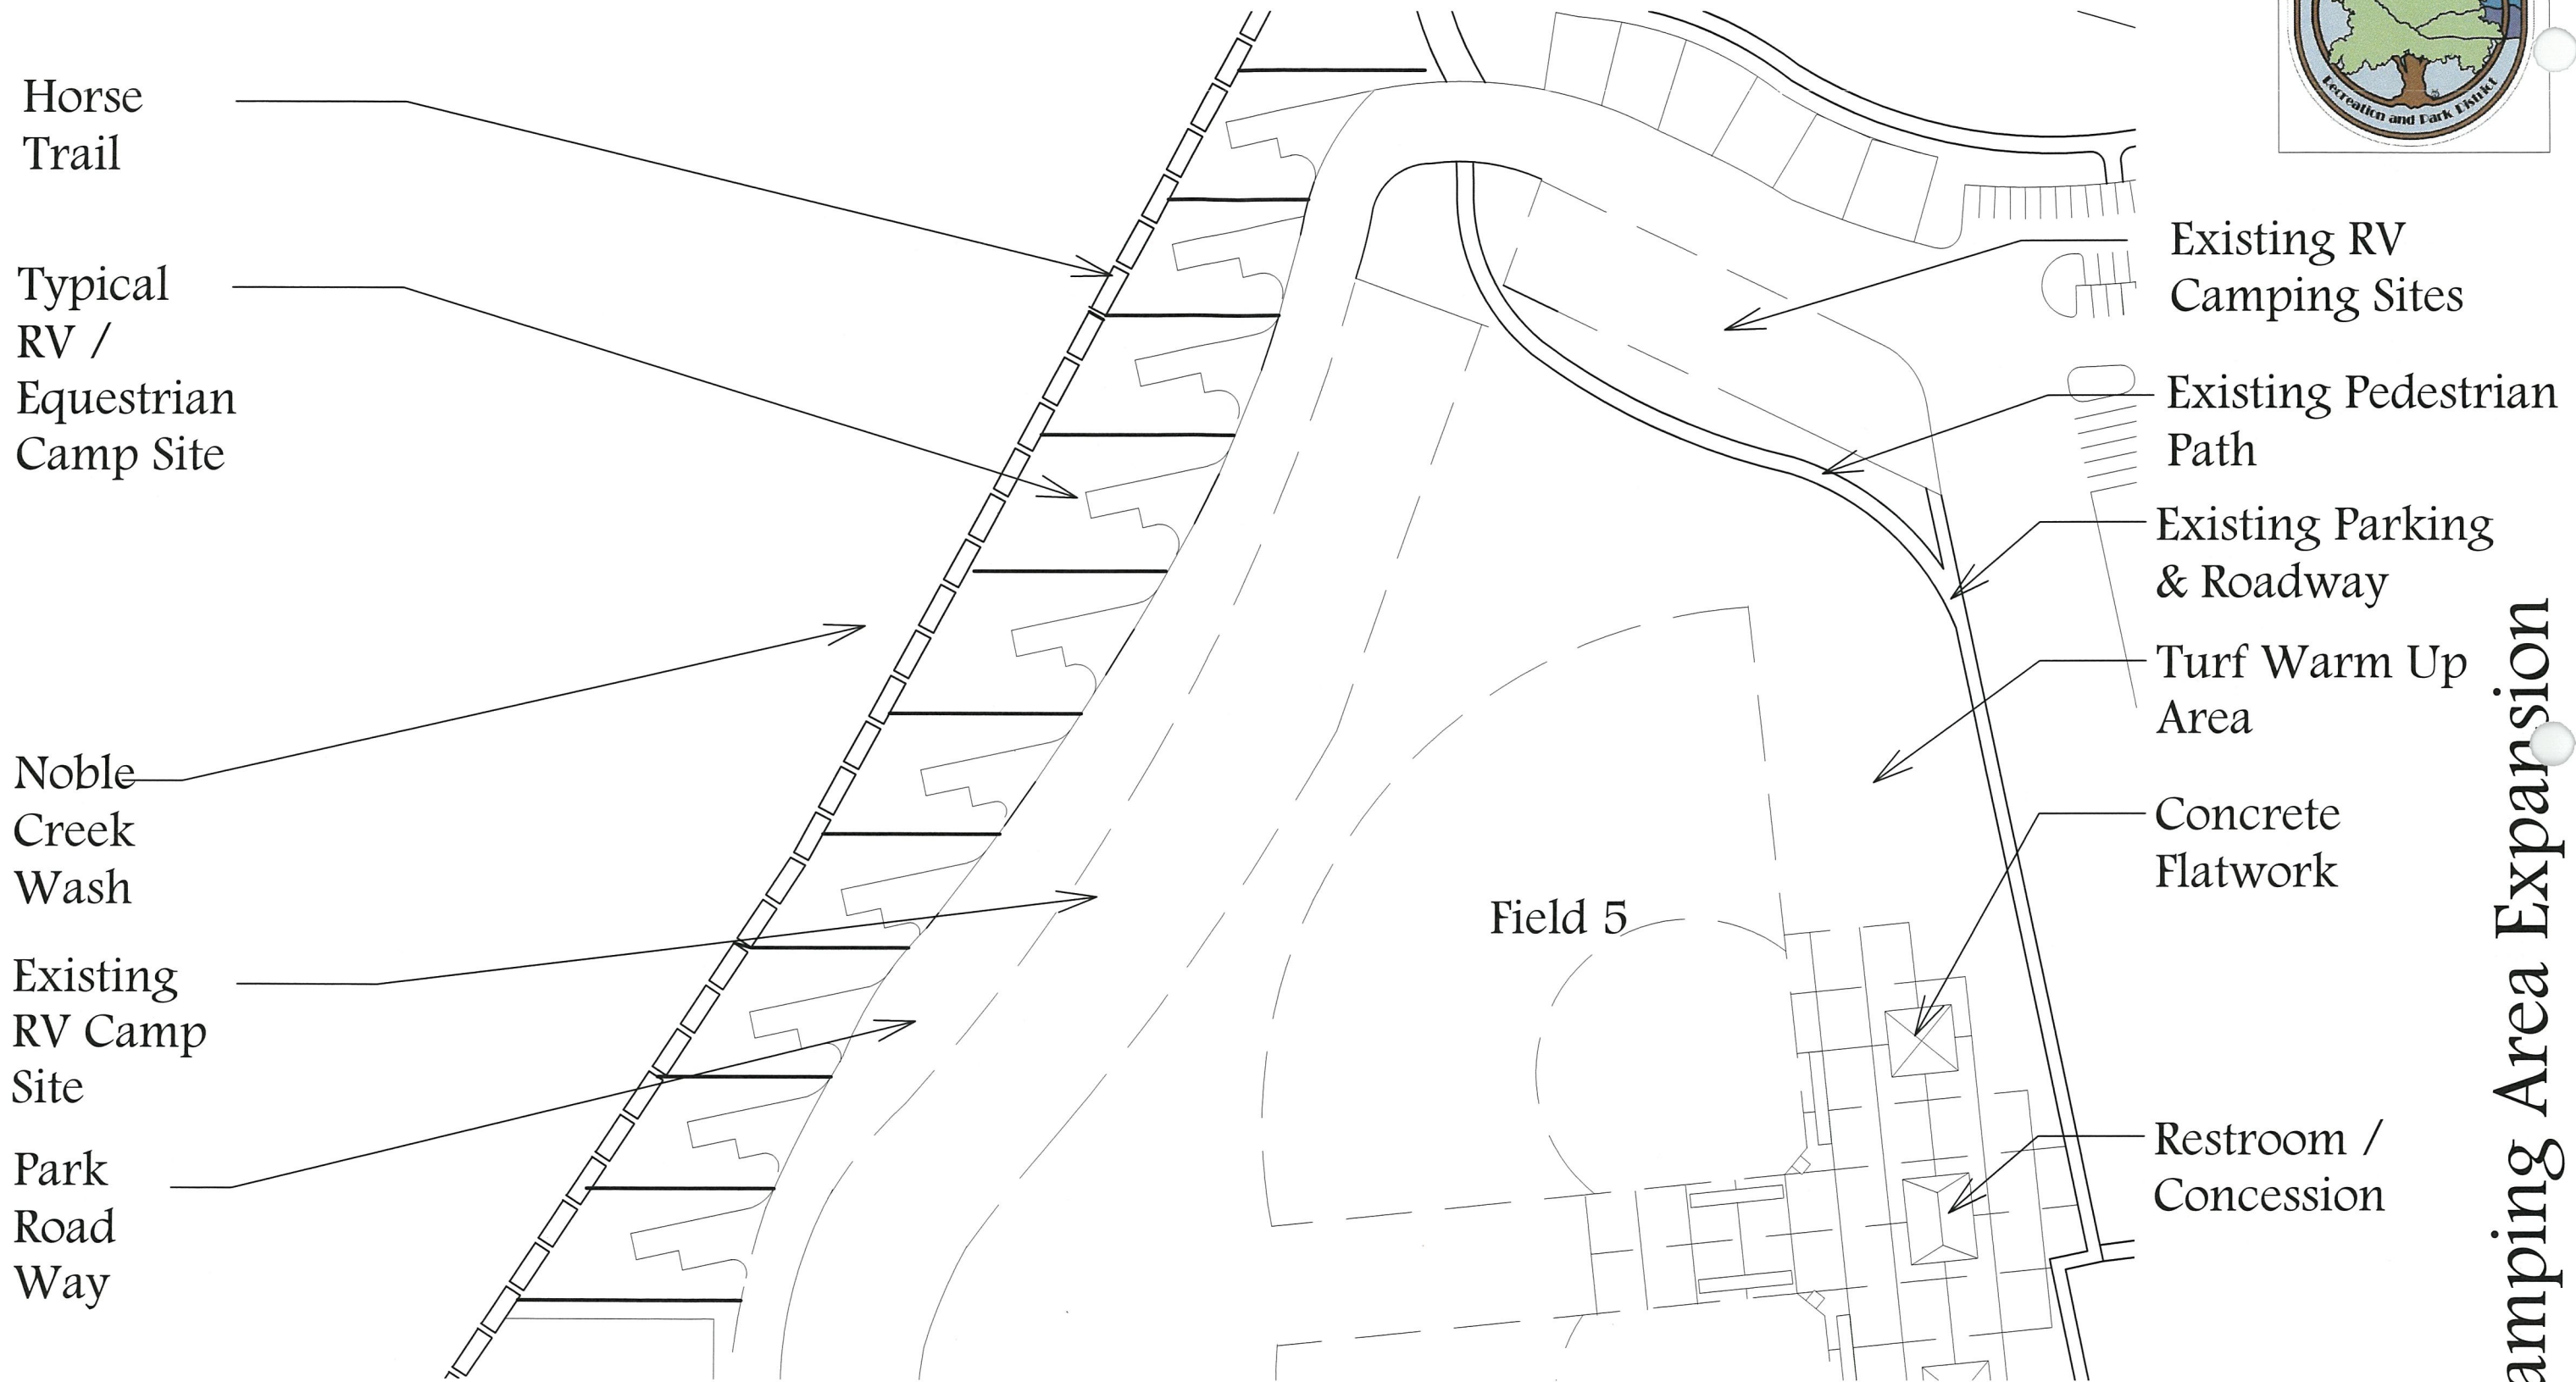 Horse
Trail
Typical
RV /
Equestrian
Camp Site
Noble
Creek
Wash
Existing
RV Camp
Site
Park
Road
Way
Field 5
Recreation and Park District
Existing RV
Camping Sites
Existing Pedestrian
Path
Existing Parking
& Roadway
Turf Warm Up
Area
Concrete
Flatwork
Restroom /
Concession
amping Area Expansion